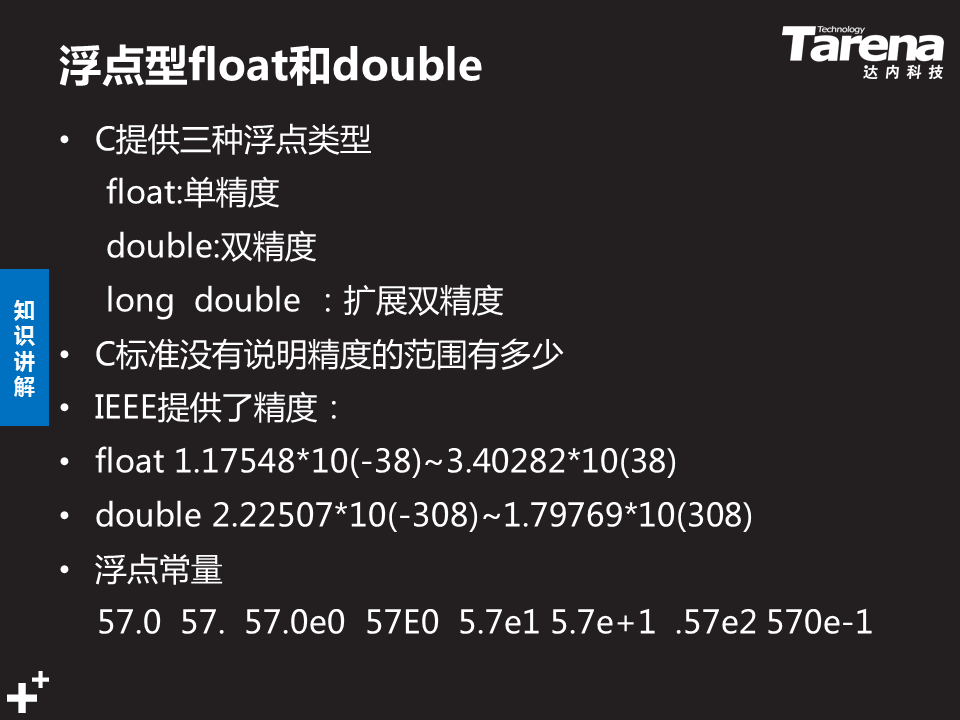 浮点型float和double
Technology
Tarena
达内科技
• C提供三种浮点类型
float:单精度
double:双精度
long double ：扩展双精度
知识讲解
• C标准没有说明精度的范围有多少
• IEEE提供了精度：
• float 1.17548*10(-38)~3.40282*10(38)
• double 2.22507*10(-308)~1.79769*10(308)
• 浮点常量
57.0 57. 57.0e0 57E0 5.7e1 5.7e+1 .57e2 570e-1